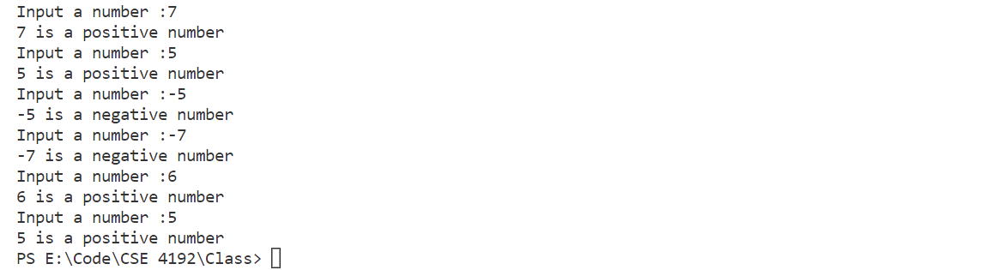 Input a number :7
7 is a positive number
Input a number :5
5 is a positive number
Input a number :-5
-5 is a negative number
Input a number :-7
-7 is a negative number
Input a number :6
6 is a positive number
Input a number :5
5 is a positive number
PS E:\Code\CSE 4192\Class>